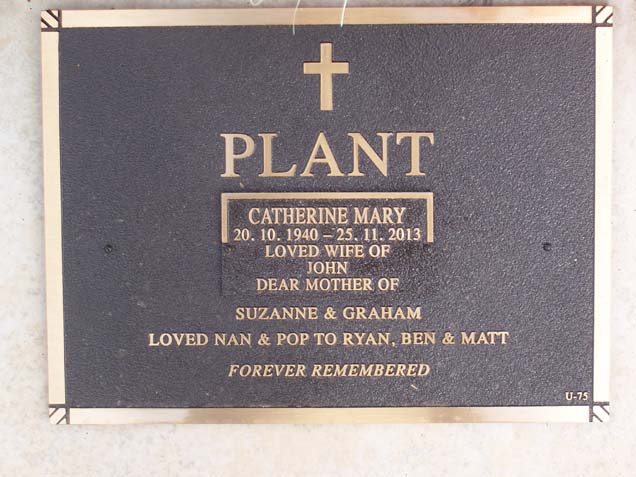 PLANT
CATHERINE MARY
20. 10. 1940 – 25. 11. 2013
LOVED WIFE OF
JOHN
DEAR MOTHER OF
SUZANNE & GRAHAM
LOVED NAN & POP TO RYAN, BEN & MATT
FOREVER REMEMBERED
U-75